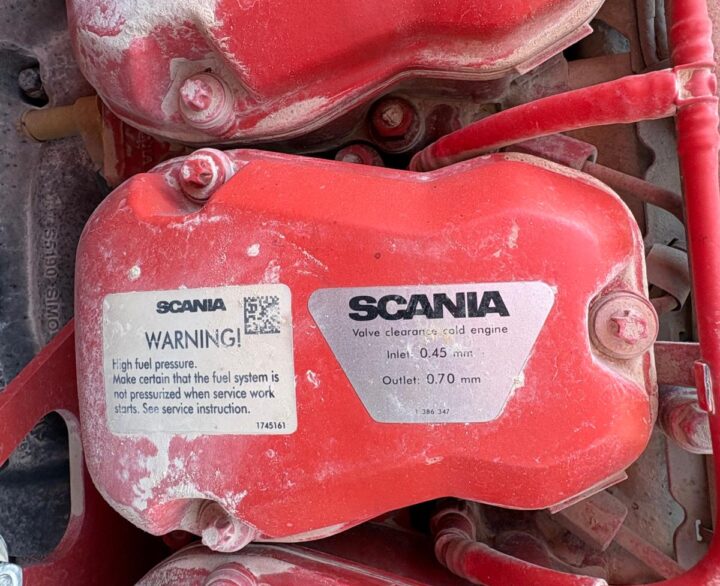 SCANIA
WARNING!
High fuel pressure.
Make certain that the fuel system is
not pressurized when service work
starts. See service instruction.
1745161
SCANIA
Valve clearance cold engine
Inlet: 0.45 mm
Outlet: 0.70 mm
1 386 347